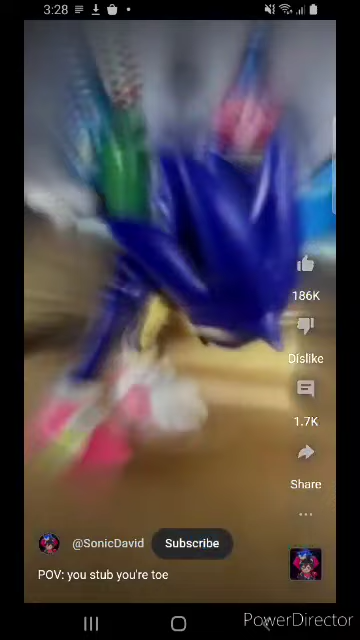 3:28
186K
Dislike
1.7K
Share
@SonicDavid Subscribe
POV: you stub you're toe
PowerDirector